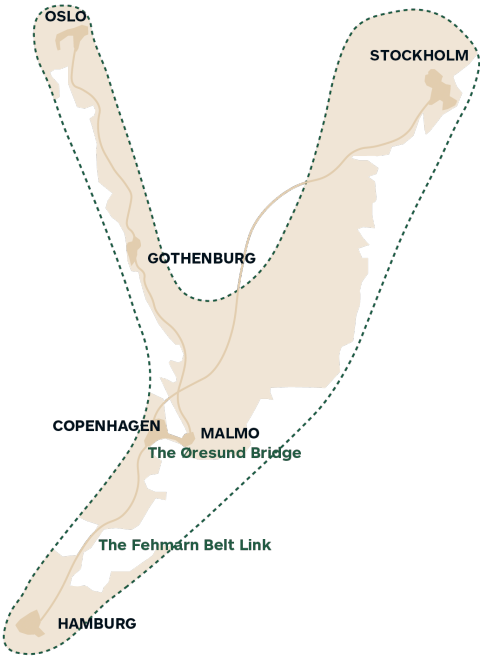 OSLO
STOCKHOLM
GOTHENBURG
COPENHAGEN
MALMO
The Øresund Bridge
The Fehmarn Belt Link
HAMBURG